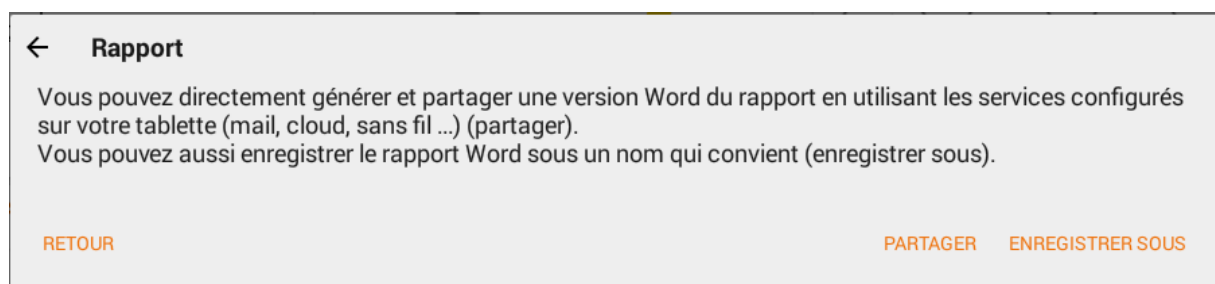 Rapport
Vous pouvez directement générer et partager une version Word du rapport en utilisant les services configurés
sur votre tablette (mail, cloud, sans fil ...) (partager).
Vous pouvez aussi enregistrer le rapport Word sous un nom qui convient (enregistrer sous).
RETOUR PARTAGER ENREGISTRER SOUS